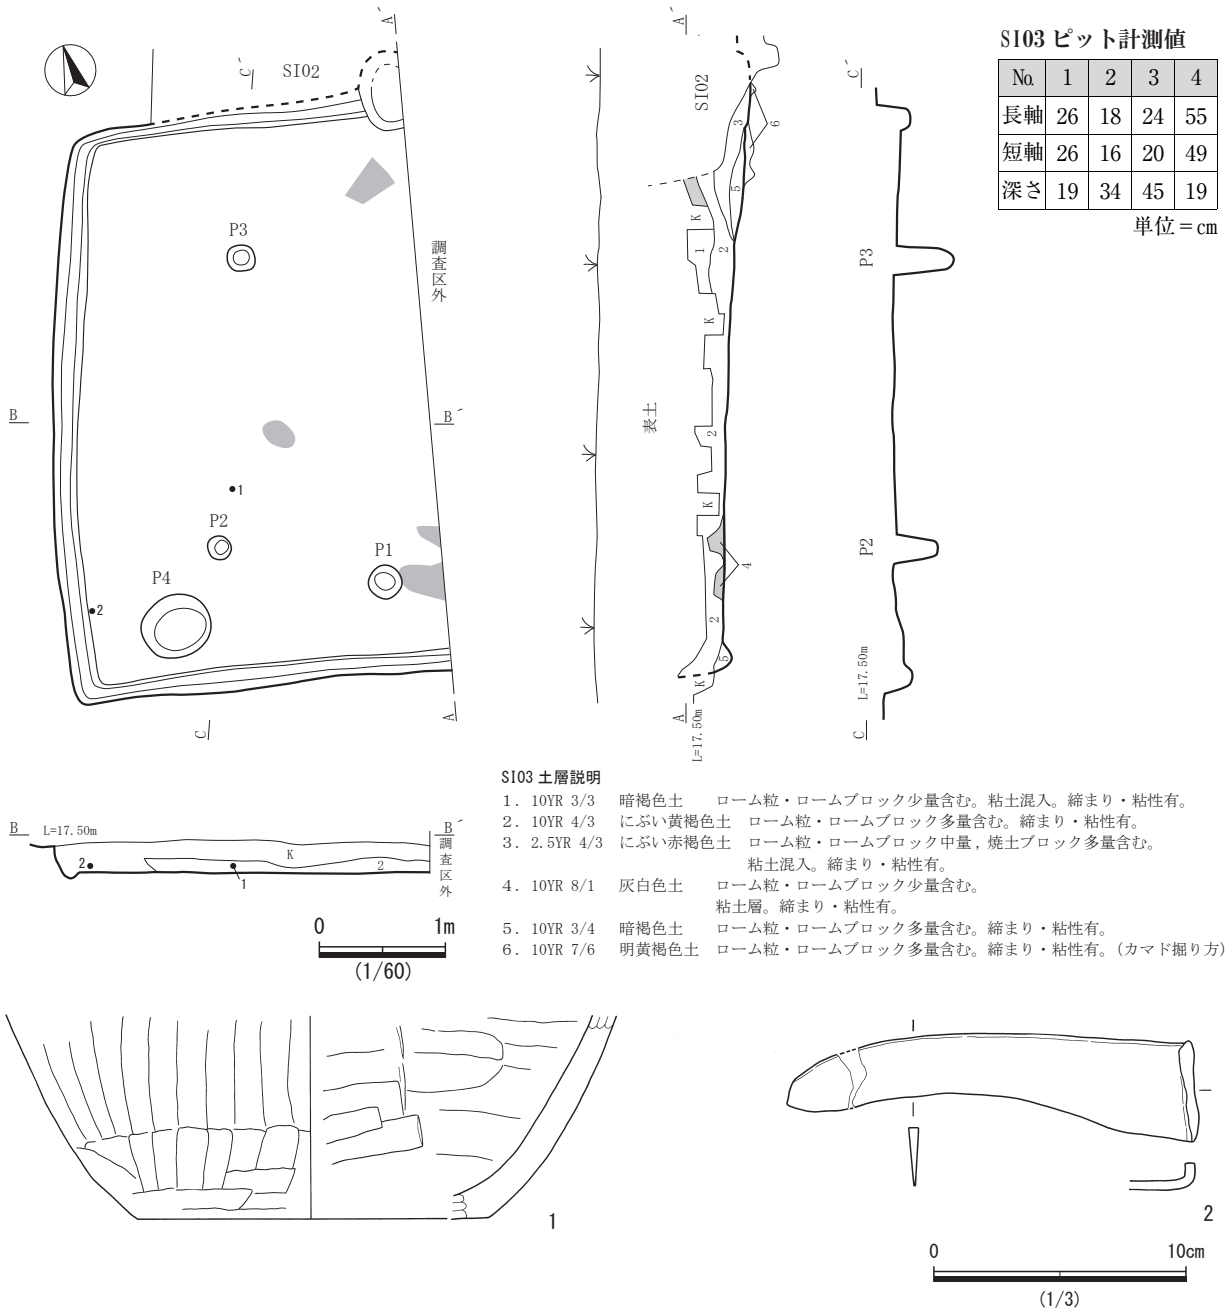 A´
C´
SI02
P3
調査区外
B
B´
1
P2
P1
P4
2
A
C
A´
SI02
3
6
5
K
1
2
K
表土
2
K
4
2
5
K
A
L=17.50m
C´
P3
P2
L=17.50m
C
SI03 ピット計測値
№ 1 2 3 4
長軸 26 18 24 55
短軸 26 16 20 49
深さ 19 34 45 19
単位＝cm
B L=17.50m B´
調査区外
2
K
2
1
0 1m
(1/60)
SI03 土層説明
1．10YR 3/3 暗褐色土 ローム粒・ロームブロック少量含む。粘土混入。締まり・粘性有。
2．10YR 4/3 にぶい黄褐色土 ローム粒・ロームブロック多量含む。締まり・粘性有。
3．2.5YR 4/3 にぶい赤褐色土 ローム粒・ロームブロック中量，焼土ブロック多量含む。
粘土混入。締まり・粘性有。
4．10YR 8/1 灰白色土 ローム粒・ロームブロック少量含む。
粘土層。締まり・粘性有。
5．10YR 3/4 暗褐色土 ローム粒・ロームブロック多量含む。締まり・粘性有。
6．10YR 7/6 明黄褐色土 ローム粒・ロームブロック多量含む。締まり・粘性有。（カマド掘り方）
1
2
0 10cm
(1/3)